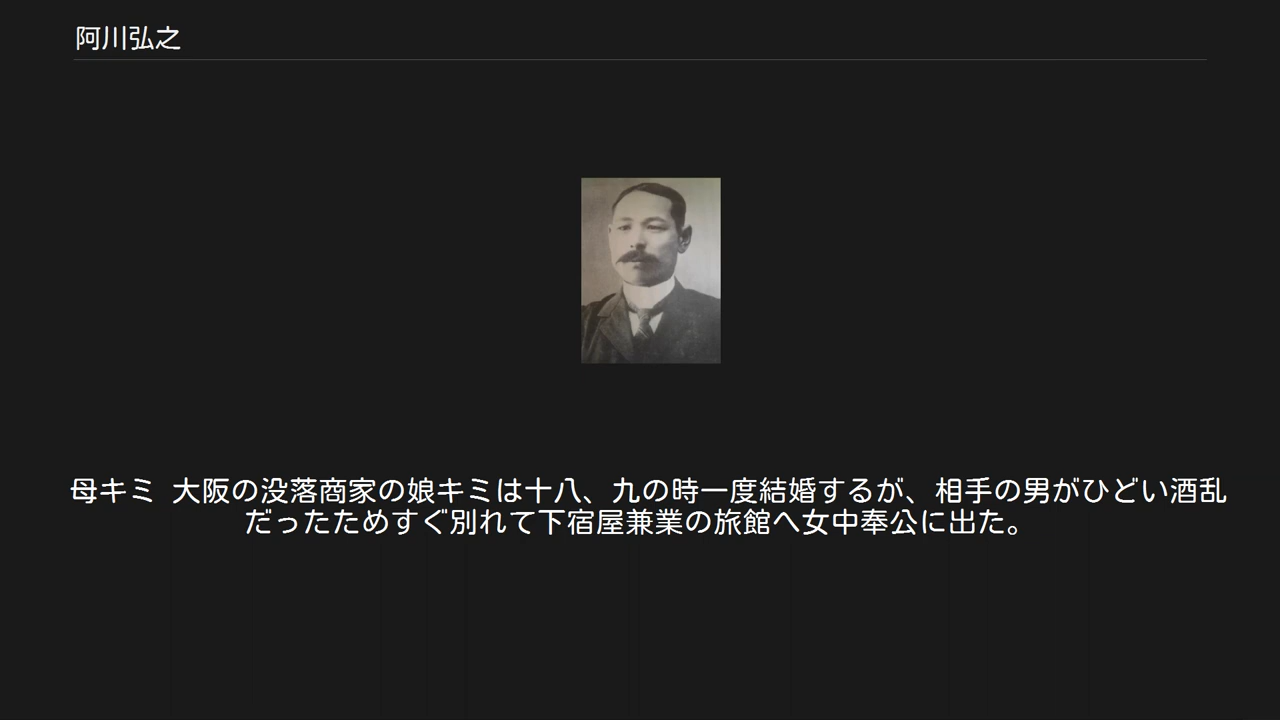 阿川弘之
母キミ 大阪の没落商家の娘キミは十八、九の時一度結婚するが、相手の男がひどい酒乱
だったためすぐ別れて下宿屋兼業の旅館へ女中奉公に出た。